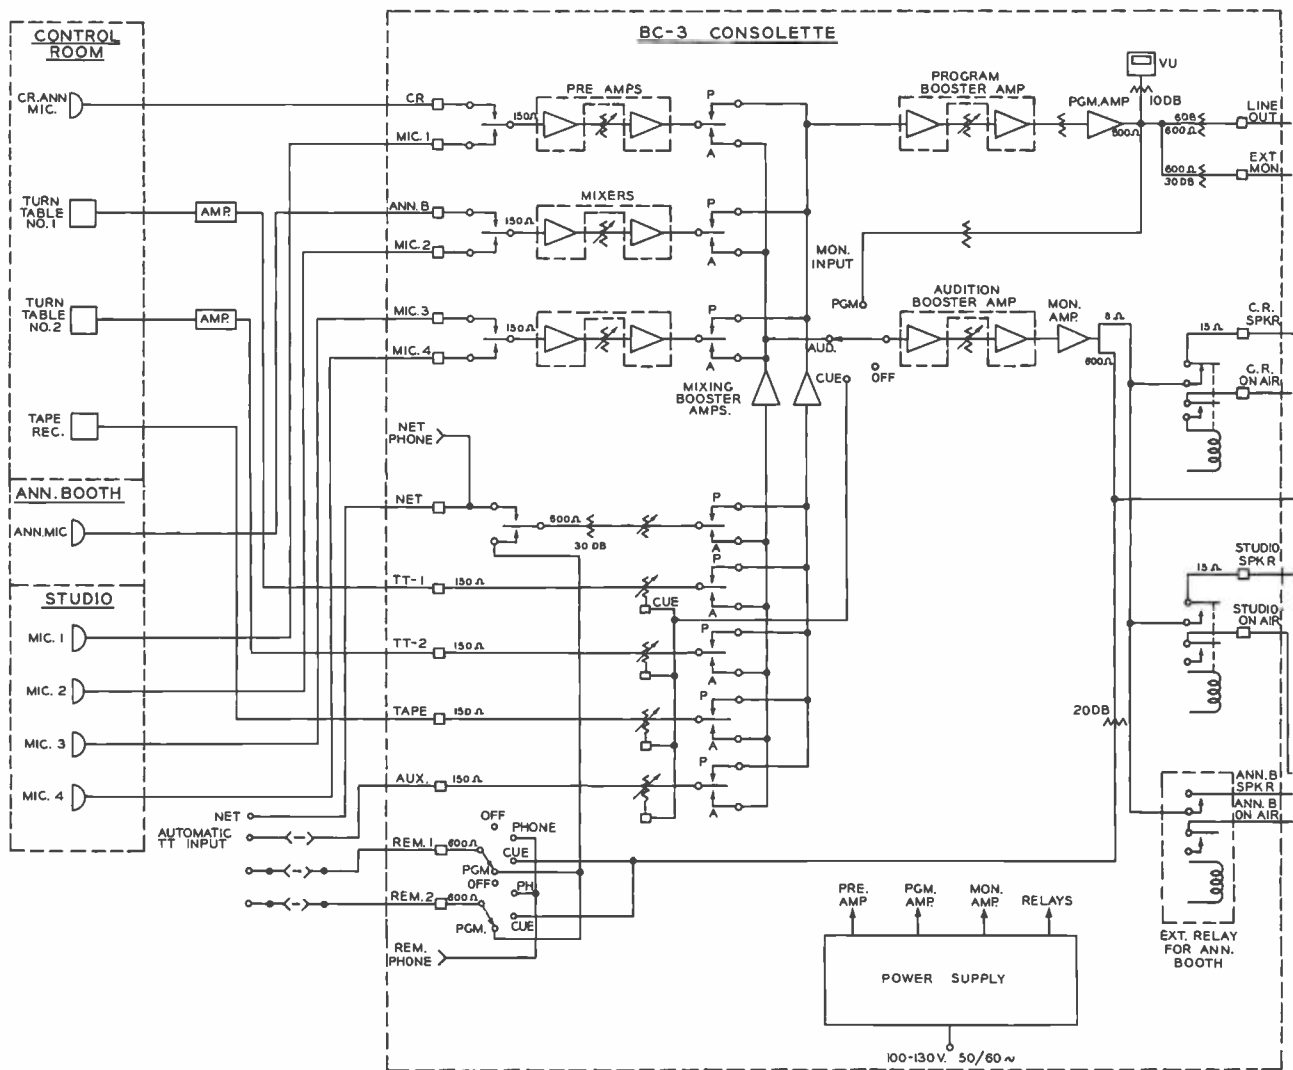 BC-3 CONSOLETTE
CONTROL
ROOM
CR.ANN
MIC.
TURN
TABLE
NO.1
AMP.
TURN
TABLE
NO.2
AMP.
TAPE
REC.
ANN. BOOTH
ANN.MIC
STUDIO
MIC. 1
MIC. 2
MIC. 3
MIC. 4
NET
AUTOMATIC
TT INPUT
CR
MIC. 1
150Ω
PRE AMPS
P
A
ANN. B
MIC. 2
150Ω
MIXERS
P
A
MIC. 3
MIC. 4
150Ω
P
A
MIXING
BOOSTER
AMPS.
NET
PHONE
NET
600Ω
30 DB
P
A
TT-1
150Ω
CUE
P
A
TT-2
150Ω
P
A
TAPE
150Ω
P
A
AUX.
150Ω
P
A
OFF
PHONE
REM. 1
600Ω
CUE
PGM.
OFF
PH.
REM. 2
600Ω
PGM.
CUE
REM.
PHONE
PROGRAM
BOOSTER AMP
PGM. AMP
600Ω
VU
10DB
6DB
600Ω
LINE
OUT
600Ω
30DB
EXT
MON
MON.
INPUT
PGM
AUD.
CUE
OFF
AUDITION
BOOSTER AMP
MON.
AMP.
8Ω
600Ω
15Ω
C.R.
SPKR
C.R.
ON AIR
15Ω
STUDIO
SPKR
STUDIO
ON AIR
20DB
ANN.B
SPKR
ANN.B
ON AIR
EXT. RELAY
FOR ANN.
BOOTH
PRE.
AMP
PGM.
AMP.
MON.
AMP.
RELAYS
POWER SUPPLY
100-130V. 50/60 ~